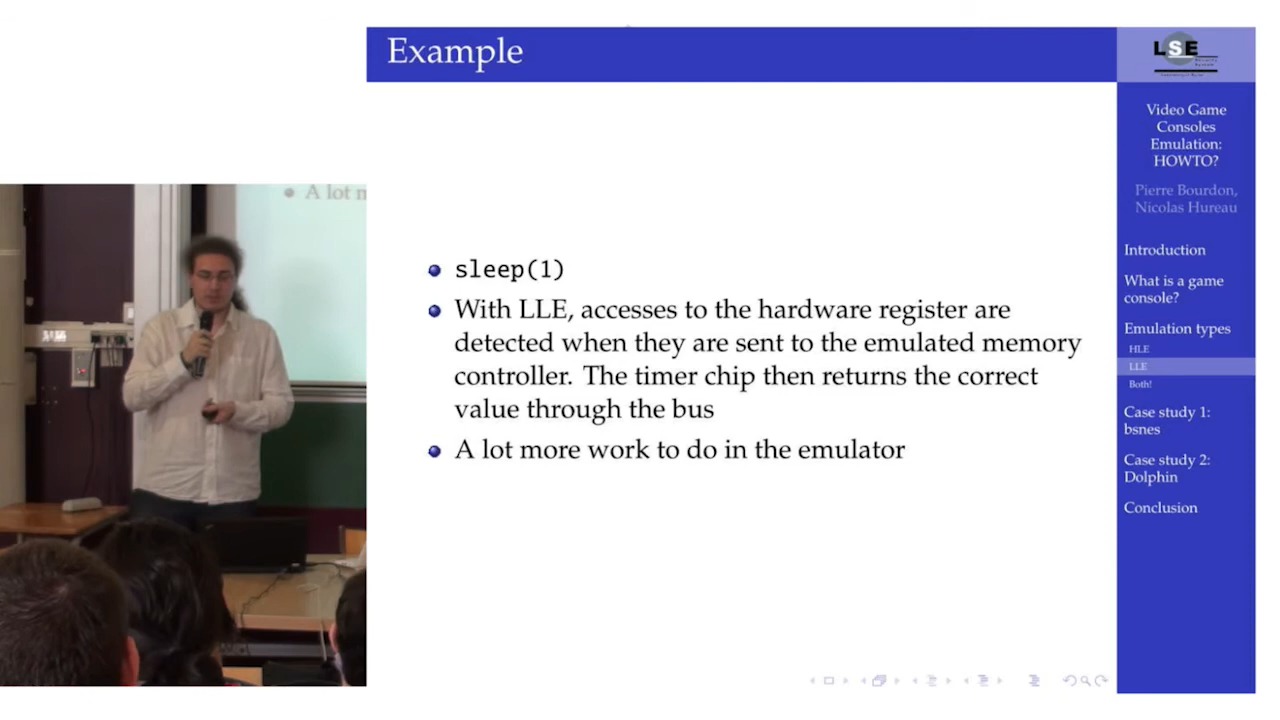 Example
sleep(1)
With LLE, accesses to the hardware register are
detected when they are sent to the emulated memory
controller. The timer chip then returns the correct
value through the bus
A lot more work to do in the emulator
LSE
Video Game
Consoles
Emulation:
HOWTO?
Pierre Bourdon,
Nicolas Hureau
Introduction
What is a game
console?
Emulation types
HLE
LLE
Both!
Case study 1:
bsnes
Case study 2:
Dolphin
Conclusion
A lot m